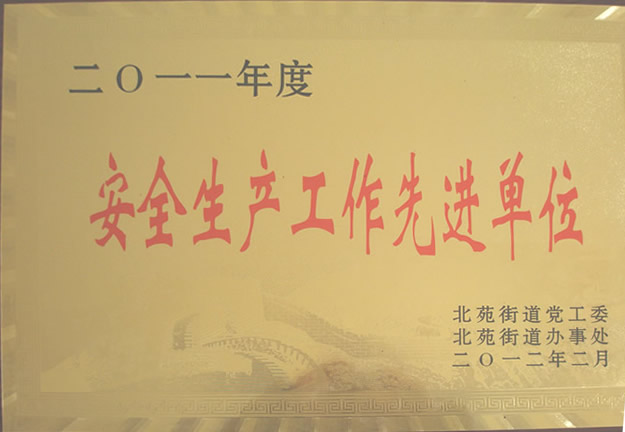 二〇一一年度
安全生产工作先进单位
北苑街道党工委
北苑街道办事处
二〇一二年二月